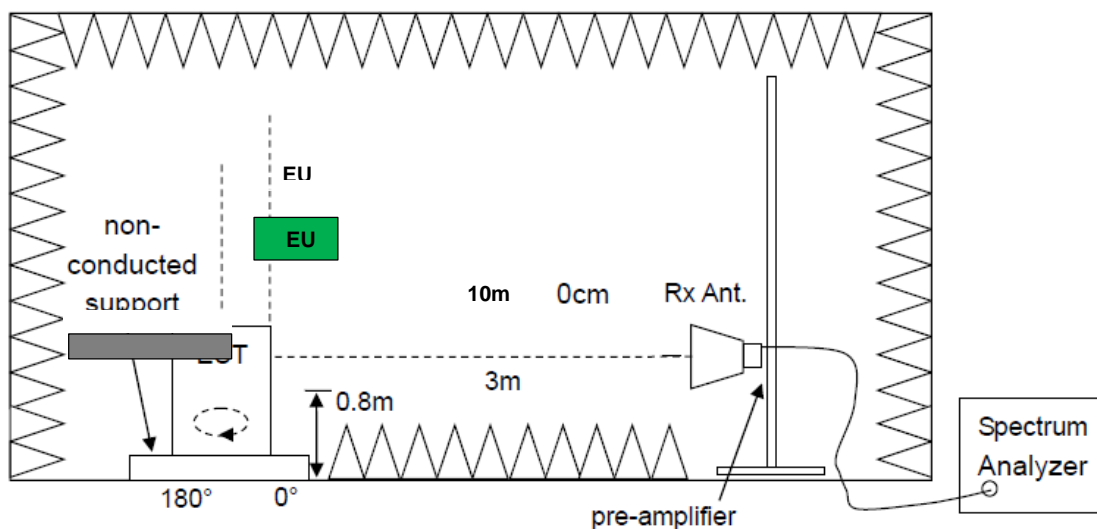 EU
non-
conducted
support
EU
10m
0cm
Rx Ant.
3m
0.8m
180°
0°
pre-amplifier
Spectrum
Analyzer